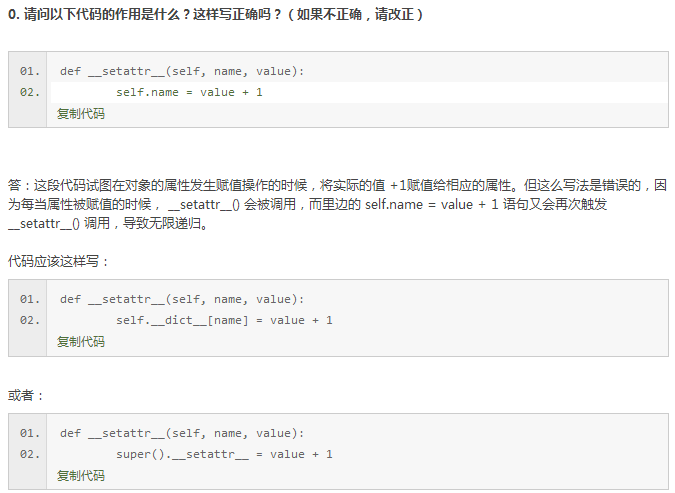 0. 请问以下代码的作用是什么？这样写正确吗？（如果不正确，请改正）
01. def __setattr__(self, name, value):
02. self.name = value + 1
复制代码
答：这段代码试图在对象的属性发生赋值操作的时候，将实际的值 +1赋值给相应的属性。但这么写法是错误的，因
为每当属性被赋值的时候， __setattr__() 会被调用，而里边的 self.name = value + 1 语句又会再次触发
__setattr__() 调用，导致无限递归。
代码应该这样写：
01. def __setattr__(self, name, value):
02. self.__dict__[name] = value + 1
复制代码
或者：
01. def __setattr__(self, name, value):
02. super().__setattr__ = value + 1
复制代码